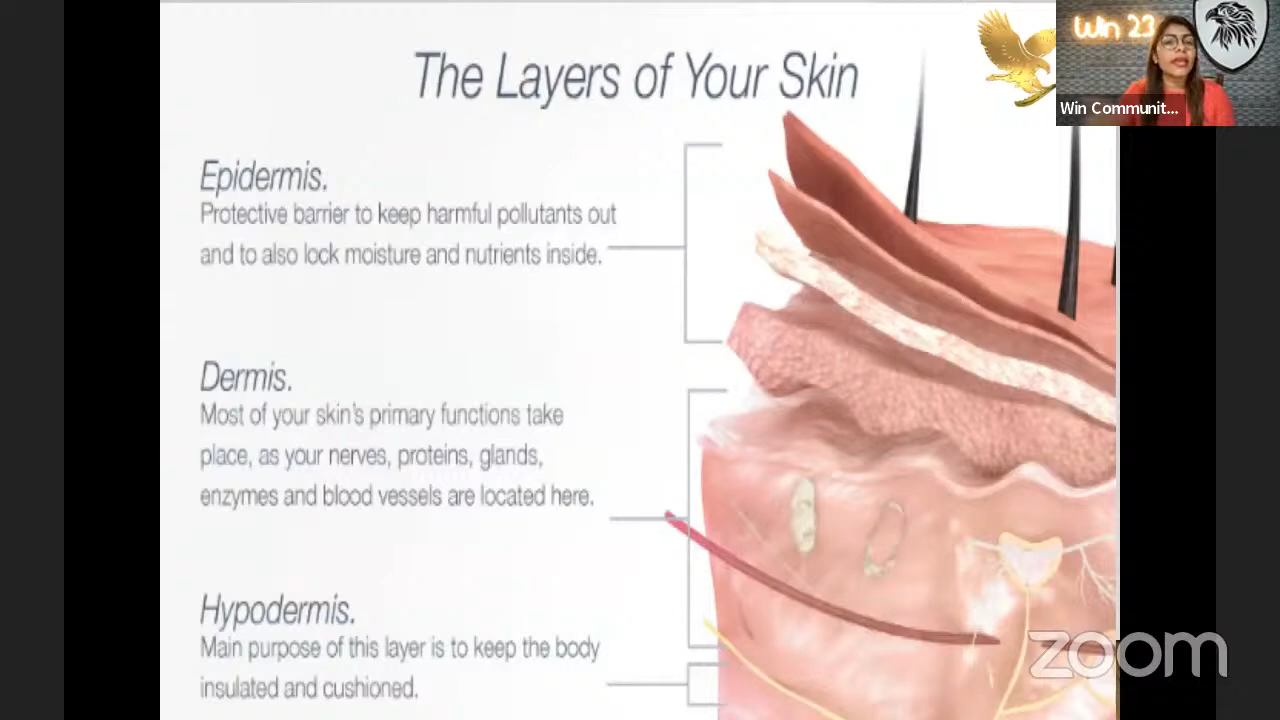 The Layers of Your Skin
Win 23
Win Communit...
Epidermis.
Protective barrier to keep harmful pollutants out
and to also lock moisture and nutrients inside.
Dermis.
Most of your skin's primary functions take
place, as your nerves, proteins, glands,
enzymes and blood vessels are located here.
Hypodermis.
Main purpose of this layer is to keep the body
insulated and cushioned.
zoom